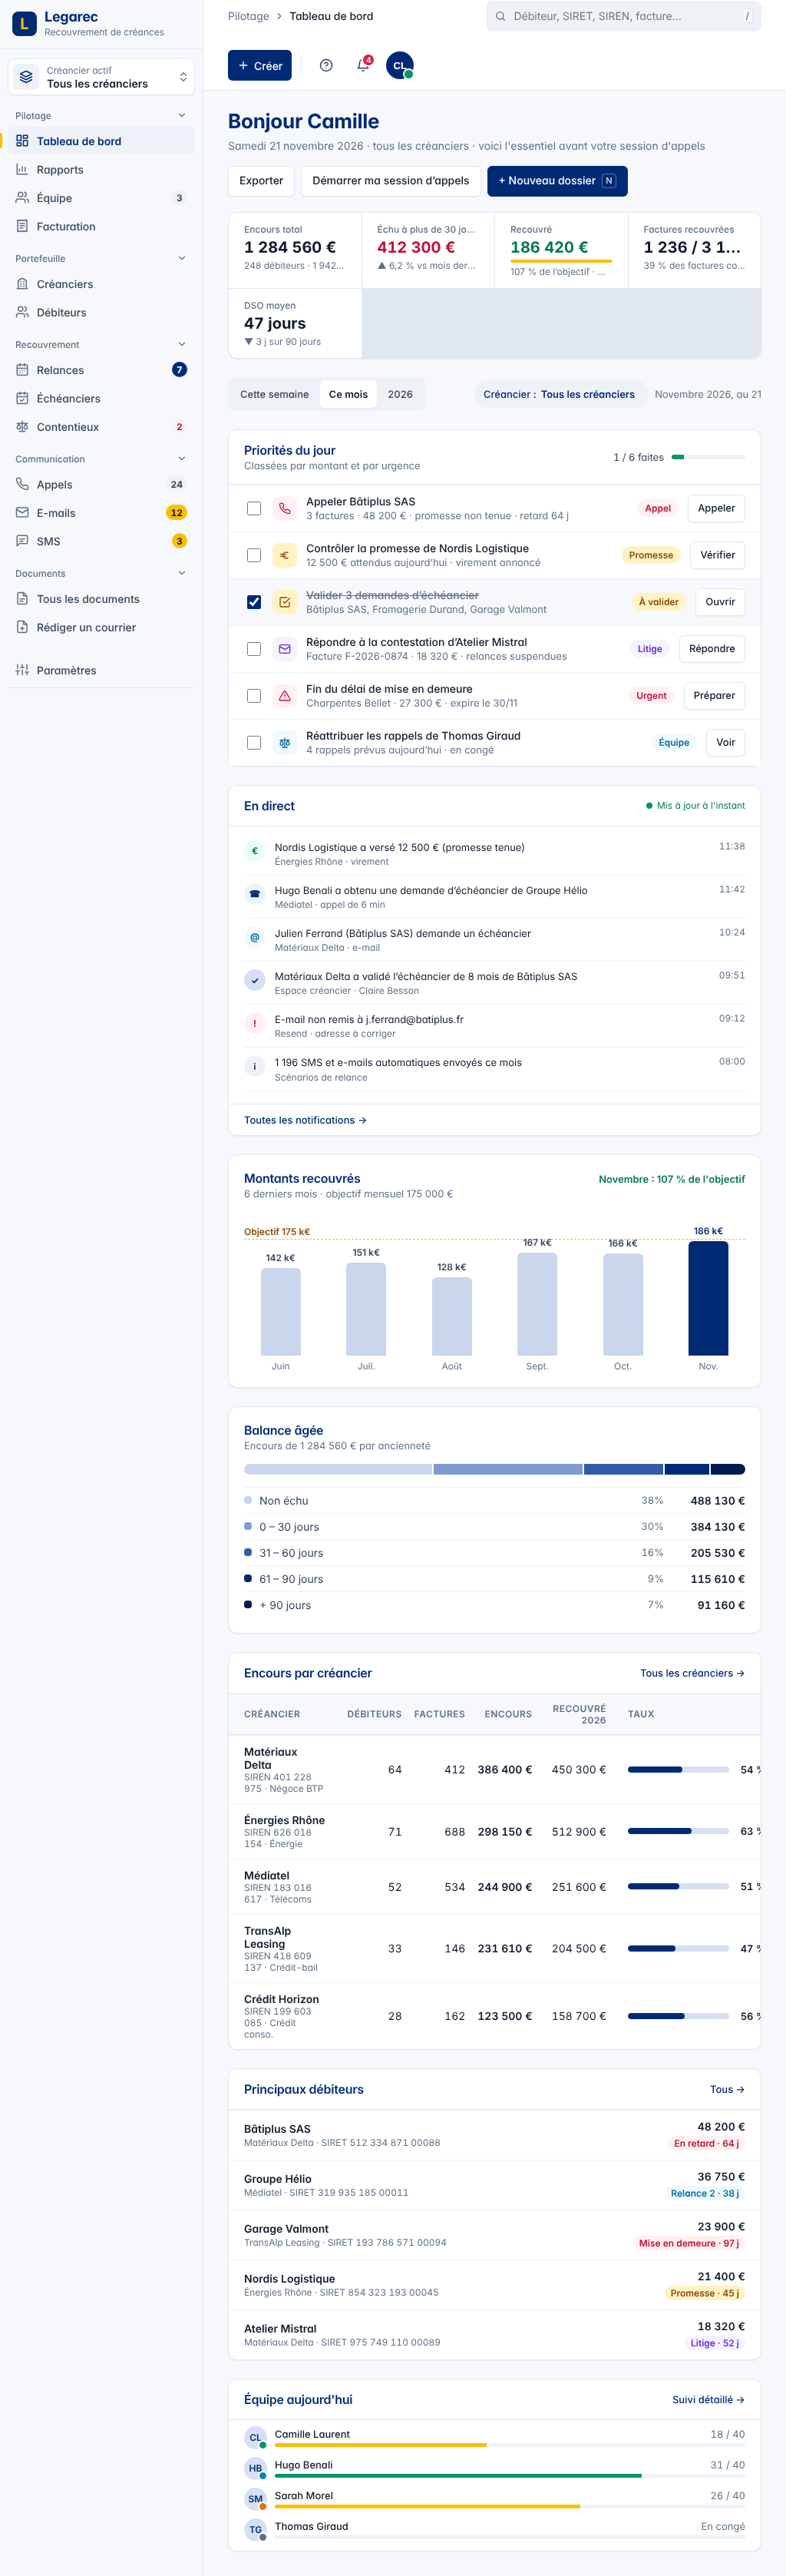 L
Legarec
Recouvrement de créances
Créancier actif
Tous les créanciers
Pilotage
Tableau de bord
Rapports
Équipe 3
Facturation
Portefeuille
Créanciers
Débiteurs
Recouvrement
Relances 7
Échéanciers
Contentieux 2
Communication
Appels 24
E-mails 12
SMS 3
Documents
Tous les documents
Rédiger un courrier
Paramètres
Pilotage > Tableau de bord
Débiteur, SIRET, SIREN, facture... /
+ Créer
4
CL
Bonjour Camille
Samedi 21 novembre 2026 · tous les créanciers · voici l'essentiel avant votre session d'appels
Exporter
Démarrer ma session d'appels
+ Nouveau dossier N
Encours total
1 284 560 €
248 débiteurs · 1 942...
Échu à plus de 30 jo...
412 300 €
▲ 6,2 % vs mois der...
Recouvré
186 420 €
107 % de l'objectif · ...
Factures recouvrées
1 236 / 3 1...
39 % des factures co...
DSO moyen
47 jours
▼ 3 j sur 90 jours
Cette semaine
Ce mois
2026
Créancier : Tous les créanciers
Novembre 2026, au 21
Priorités du jour
Classées par montant et par urgence
1 / 6 faites
Appeler Bâtiplus SAS
3 factures · 48 200 € · promesse non tenue · retard 64 j
Appel
Appeler
Contrôler la promesse de Nordis Logistique
12 500 € attendus aujourd'hui · virement annoncé
Promesse
Vérifier
Valider 3 demandes d'échéancier
Bâtiplus SAS, Fromagerie Durand, Garage Valmont
À valider
Ouvrir
Répondre à la contestation d'Atelier Mistral
Facture F-2026-0874 · 18 320 € · relances suspendues
Litige
Répondre
Fin du délai de mise en demeure
Charpentes Bellet · 27 300 € · expire le 30/11
Urgent
Préparer
Réattribuer les rappels de Thomas Giraud
4 rappels prévus aujourd'hui · en congé
Équipe
Voir
En direct
Mis à jour à l'instant
€
Nordis Logistique a versé 12 500 € (promesse tenue)
Énergies Rhône · virement
11:38
Hugo Benali a obtenu une demande d'échéancier de Groupe Hélio
Médiatel · appel de 6 min
11:42
@
Julien Ferrand (Bâtiplus SAS) demande un échéancier
Matériaux Delta · e-mail
10:24
Matériaux Delta a validé l'échéancier de 8 mois de Bâtiplus SAS
Espace créancier · Claire Besson
09:51
!
E-mail non remis à j.ferrand@batiplus.fr
Resend · adresse à corriger
09:12
i
1 196 SMS et e-mails automatiques envoyés ce mois
Scénarios de relance
08:00
Toutes les notifications →
Montants recouvrés
6 derniers mois · objectif mensuel 175 000 €
Novembre : 107 % de l'objectif
Objectif 175 k€
142 k€
151 k€
128 k€
167 k€
166 k€
186 k€
Juin
Juil.
Août
Sept.
Oct.
Nov.
Balance âgée
Encours de 1 284 560 € par ancienneté
Non échu 38% 488 130 €
0 – 30 jours 30% 384 130 €
31 – 60 jours 16% 205 530 €
61 – 90 jours 9% 115 610 €
+ 90 jours 7% 91 160 €
Encours par créancier
Tous les créanciers →
CRÉANCIER DÉBITEURS FACTURES ENCOURS RECOUVRÉ 2026 TAUX
Matériaux
Delta
SIREN 401 228
975 · Négoce BTP
64 412 386 400 € 450 300 € 54 %
Énergies Rhône
SIREN 626 018
154 · Énergie
71 688 298 150 € 512 900 € 63 %
Médiatel
SIREN 183 016
617 · Télécoms
52 534 244 900 € 251 600 € 51 %
TransAlp
Leasing
SIREN 418 609
137 · Crédit-bail
33 146 231 610 € 204 500 € 47 %
Crédit Horizon
SIREN 199 603
085 · Crédit
conso.
28 162 123 500 € 158 700 € 56 %
Principaux débiteurs
Tous →
Bâtiplus SAS
Matériaux Delta · SIRET 512 334 871 00088
48 200 €
En retard · 64 j
Groupe Hélio
Médiatel · SIRET 319 935 185 00011
36 750 €
Relance 2 · 38 j
Garage Valmont
TransAlp Leasing · SIRET 193 786 571 00094
23 900 €
Mise en demeure · 97 j
Nordis Logistique
Énergies Rhône · SIRET 854 323 193 00045
21 400 €
Promesse · 45 j
Atelier Mistral
Matériaux Delta · SIRET 975 749 110 00089
18 320 €
Litige · 52 j
Équipe aujourd'hui
Suivi détaillé →
CL
Camille Laurent 18 / 40
HB
Hugo Benali 31 / 40
SM
Sarah Morel 26 / 40
TG
Thomas Giraud En congé